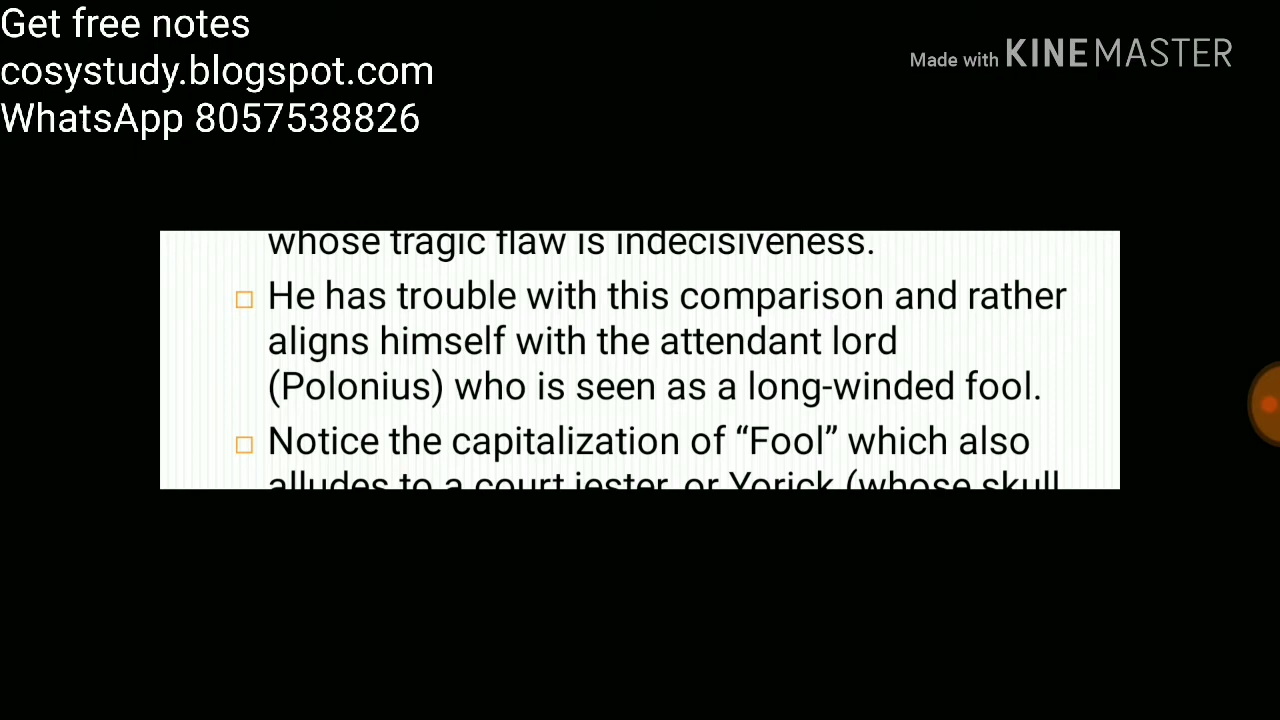 Get free notes
cosystudy.blogspot.com
WhatsApp 8057538826
Made with KINEMASTER
whose tragic flaw is indecisiveness.
He has trouble with this comparison and rather
aligns himself with the attendant lord
(Polonius) who is seen as a long-winded fool.
Notice the capitalization of “Fool” which also
alludes to a court jester, or Yorick (whose skull